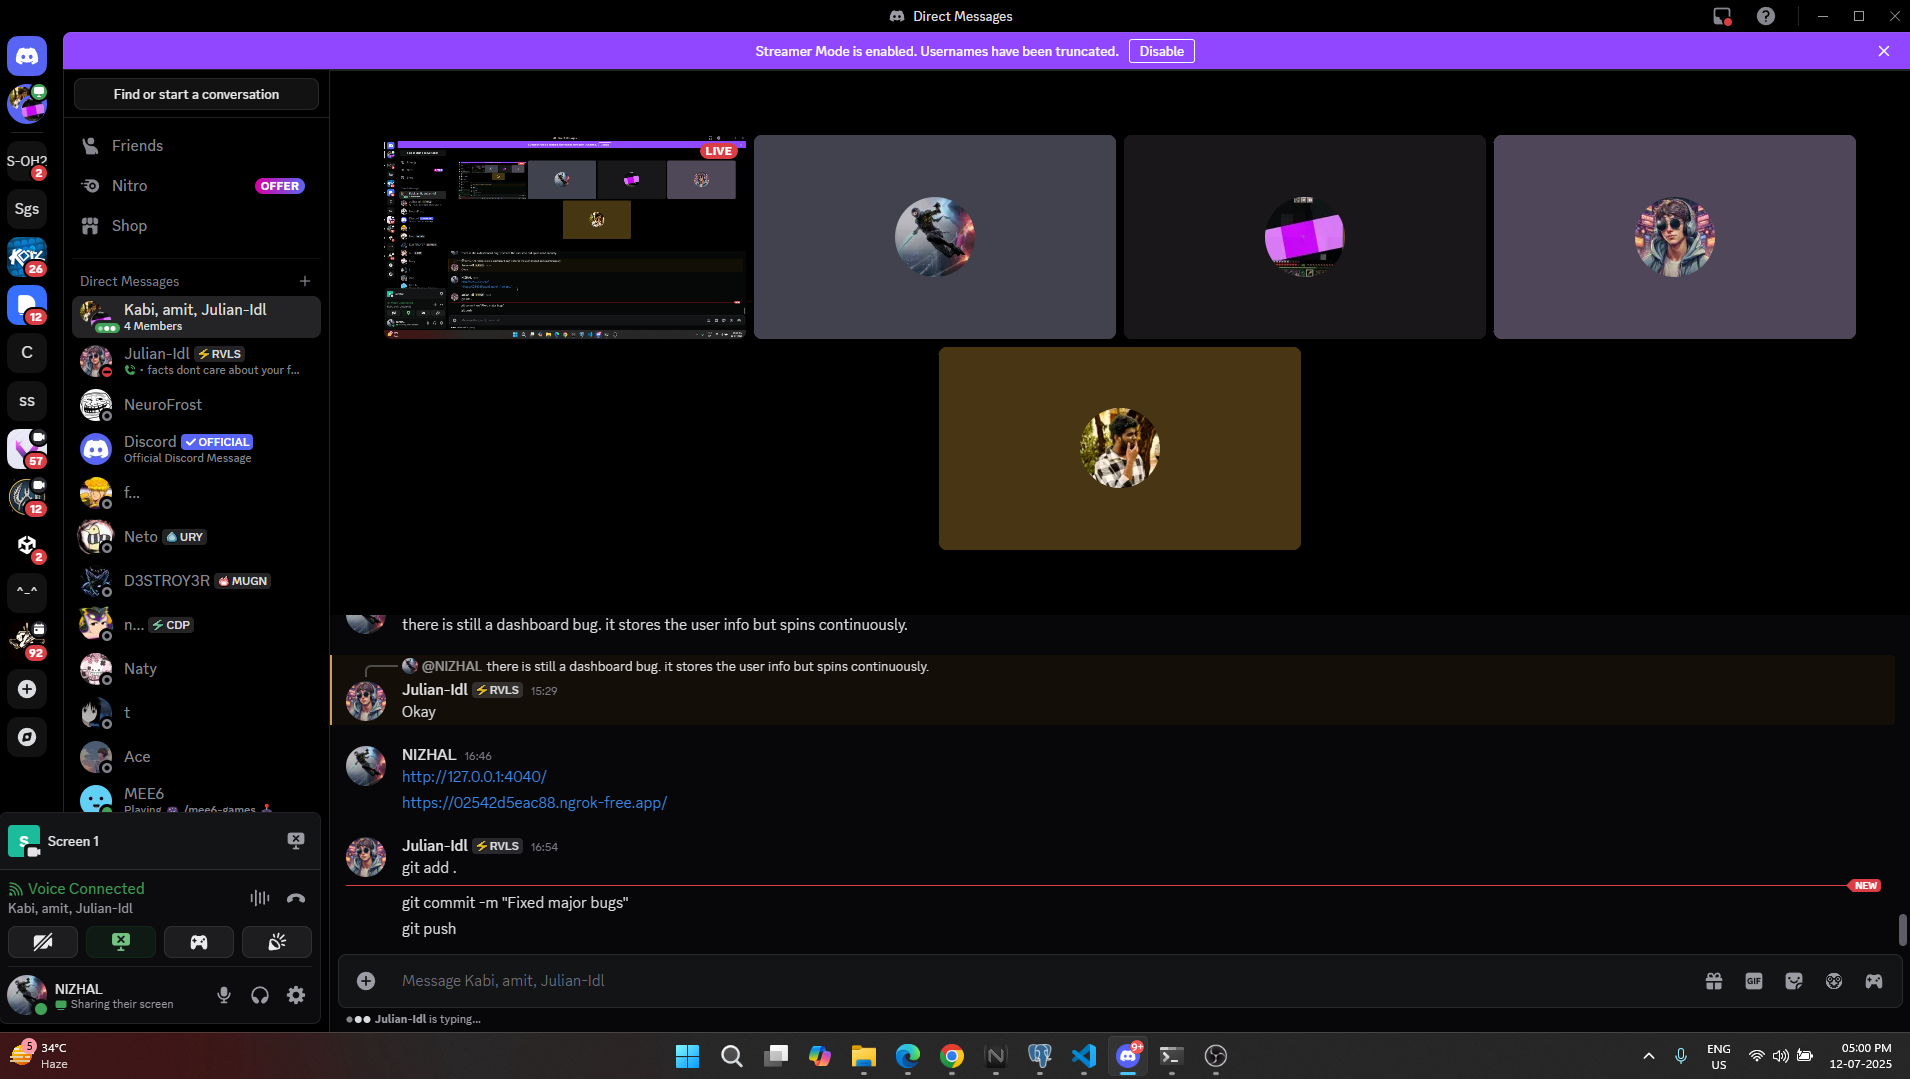 Direct Messages
Streamer Mode is enabled. Usernames have been truncated. Disable
Find or start a conversation
Friends
Nitro OFFER
Shop
Direct Messages
Kabi, amit, Julian-Idl
4 Members
Julian-Idl RVLS
facts dont care about your f...
NeuroFrost
Discord OFFICIAL
Official Discord Message
f...
Neto URY
D3STROY3R MUGN
n... CDP
Naty
t
Ace
MEE6
Playing /mee6-games
S-OH2
2
Sgs
26
12
C
ss
57
12
2
^_^
92
LIVE
there is still a dashboard bug. it stores the user info but spins continuously.
@NIZHAL there is still a dashboard bug. it stores the user info but spins continuously.
Julian-Idl RVLS 15:29
Okay
NIZHAL 16:46
http://127.0.0.1:4040/
https://02542d5eac88.ngrok-free.app/
Julian-Idl RVLS 16:54
git add .
NEW
git commit -m "Fixed major bugs"
git push
Message Kabi, amit, Julian-Idl
GIF
Julian-Idl is typing...
S Screen 1
Voice Connected
Kabi, amit, Julian-Idl
NIZHAL
Sharing their screen
5
34°C
Haze
9+
ENG
US
05:00 PM
12-07-2025